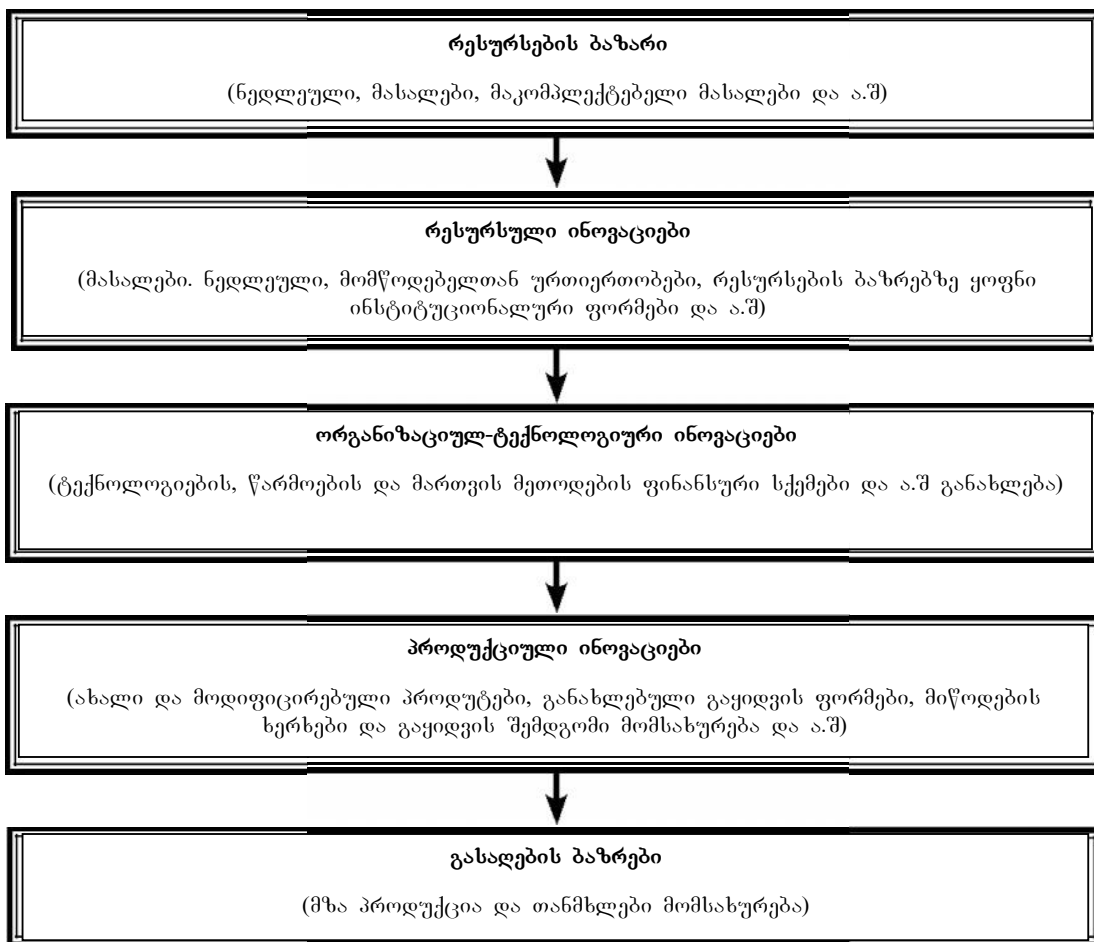 რესურსების ბაზარი
(ნედლეული, მასალები, მაკომპლექტებელი მასალები და ა.შ)
რესურსული ინოვაციები
(მასალები. ნედლეული, მომწოდებელთან ურთიერთობები, რესურსების ბაზრებზე ყოფნი
ინსტიტუციონალური ფორმები და ა.შ)
ორგანიზაციულ-ტექნოლოგიური ინოვაციები
(ტექნოლოგიების, წარმოების და მართვის მეთოდების ფინანსური სქემები და ა.შ განახლება)
პროდუქციული ინოვაციები
(ახალი და მოდიფიცირებული პროდუტები, განახლებული გაყიდვის ფორმები, მიწოდების
ხერხები და გაყიდვის შემდგომი მომსახურება და ა.შ)
გასაღების ბაზრები
(მზა პროდუქცია და თანმხლები მომსახურება)